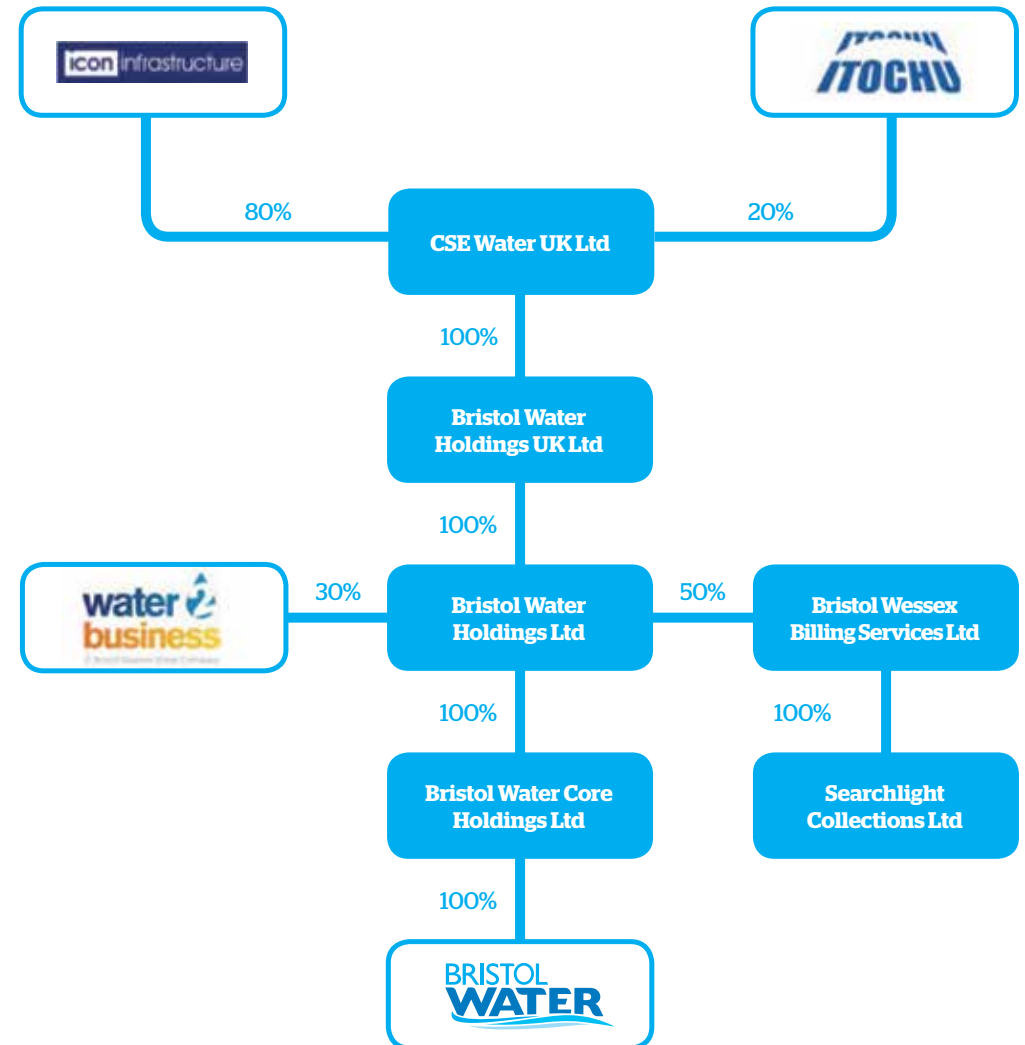 icon infrastructure
ITOCHU
80%
20%
CSE Water UK Ltd
100%
Bristol Water
Holdings UK Ltd
100%
water 2
business
30%
Bristol Water
Holdings Ltd
50%
Bristol Wessex
Billing Services Ltd
100%
100%
Bristol Water Core
Holdings Ltd
Searchlight
Collections Ltd
100%
BRISTOL
WATER